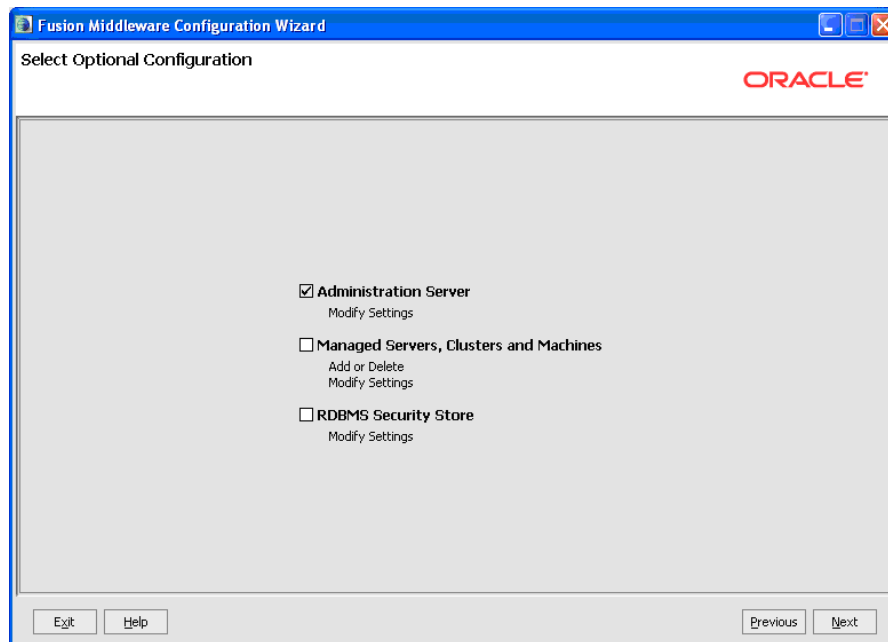 Fusion Middleware Configuration Wizard
Select Optional Configuration
ORACLE
Administration Server
Modify Settings
Managed Servers, Clusters and Machines
Add or Delete
Modify Settings
RDBMS Security Store
Modify Settings
Exit Help Previous Next